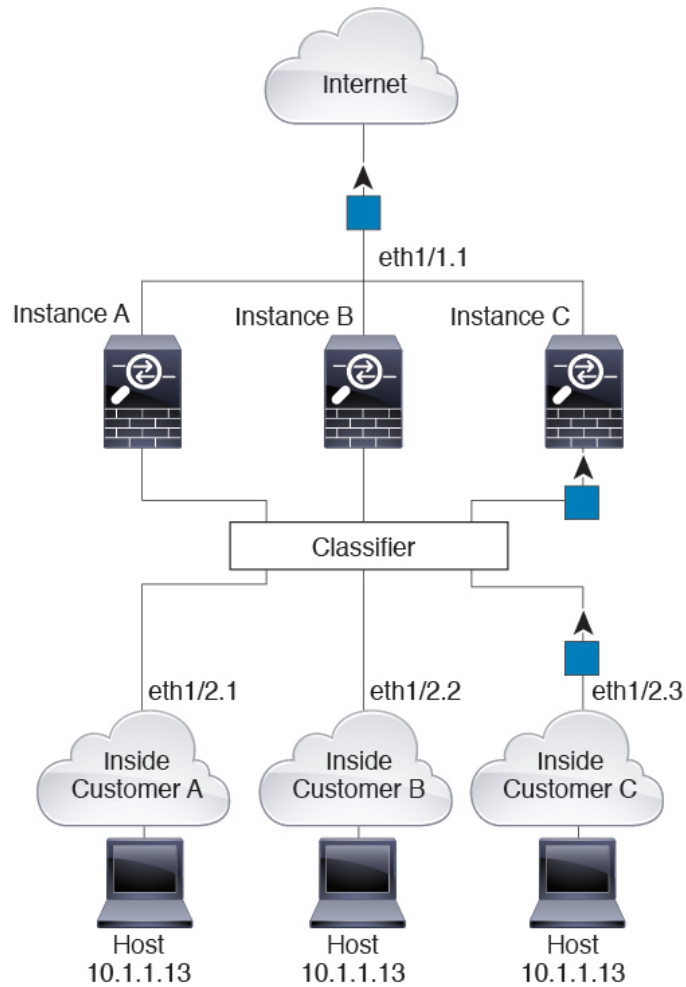 Internet
eth1/1.1
Instance A
Instance B
Instance C
Classifier
eth1/2.1
eth1/2.2
eth1/2.3
Inside
Customer A
Inside
Customer B
Inside
Customer C
Host
10.1.1.13
Host
10.1.1.13
Host
10.1.1.13